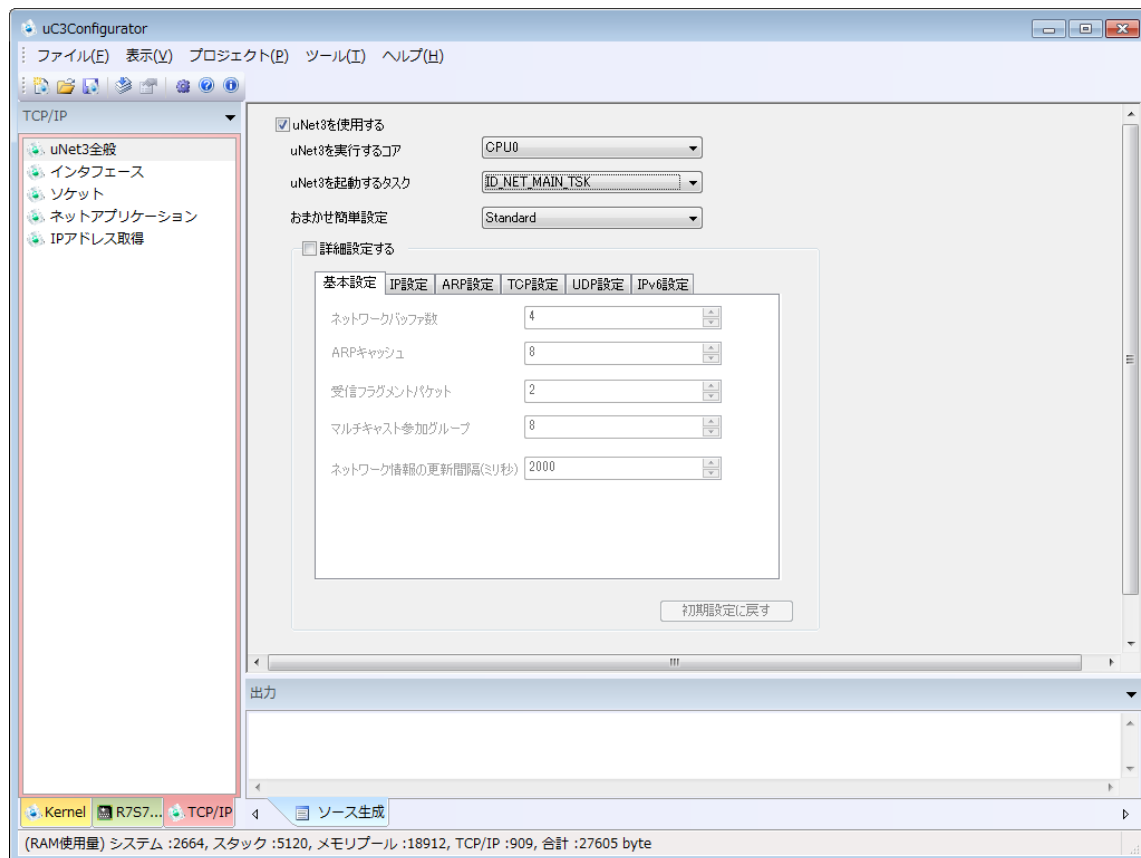 uC3Configurator
ファイル(F) 表示(V) プロジェクト(P) ツール(T) ヘルプ(H)
TCP/IP
uNet3全般
インタフェース
ソケット
ネットアプリケーション
IPアドレス取得
uNet3を使用する
uNet3を実行するコア CPU0
uNet3を起動するタスク ID_NET_MAIN_TSK
おまかせ簡単設定 Standard
詳細設定する
基本設定 IP設定 ARP設定 TCP設定 UDP設定 IPv6設定
ネットワークバッファ数 4
ARPキャッシュ 8
受信フラグメントパケット 2
マルチキャスト参加グループ 8
ネットワーク情報の更新間隔(ミリ秒) 2000
初期設定に戻す
出力
Kernel R7S7... TCP/IP
ソース生成
(RAM使用量) システム :2664, スタック :5120, メモリプール :18912, TCP/IP :909, 合計 :27605 byte